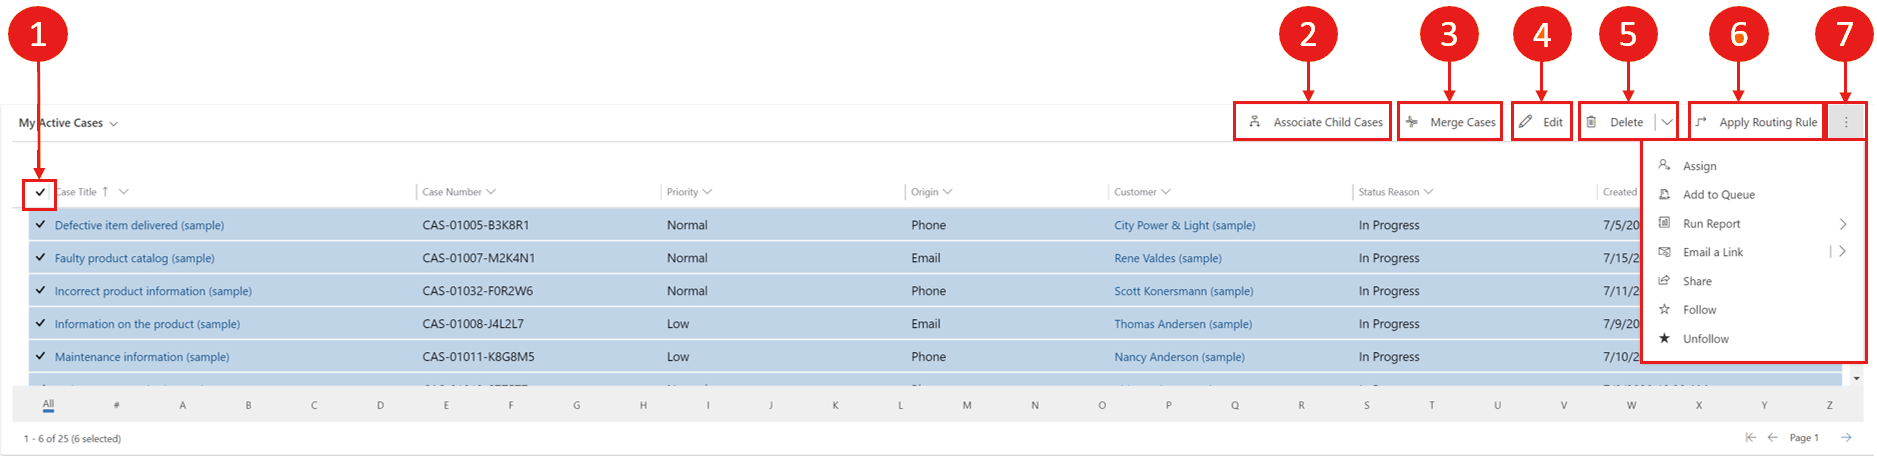 1 2 3 4 5 6 7
My Active Cases Associate Child Cases Merge Cases Edit Delete Apply Routing Rule
Assign
Add to Queue
Run Report
Email a Link
Share
Follow
Unfollow
Case Title Case Number Priority Origin Customer Status Reason Created
Defective item delivered (sample) CAS-01005-B3K8R1 Normal Phone City Power & Light (sample) In Progress 7/5/20
Faulty product catalog (sample) CAS-01007-M2K4N1 Normal Email Rene Valdes (sample) In Progress 7/15/2
Incorrect product information (sample) CAS-01032-F0R2W6 Normal Phone Scott Konersmann (sample) In Progress 7/11/2
Information on the product (sample) CAS-01008-J4L2L7 Low Email Thomas Andersen (sample) In Progress 7/9/20
Maintenance information (sample) CAS-01011-K8G8M5 Low Phone Nancy Anderson (sample) In Progress 7/10/2
All # A B C D E F G H I J K L M N O P Q R S T U V W X Y Z
1 - 6 of 25 (6 selected) Page 1